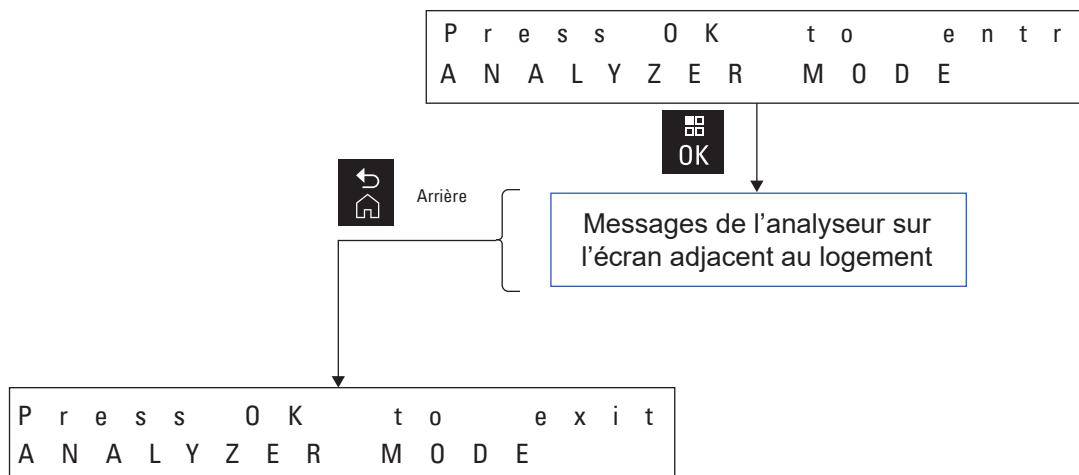 Press OK to entr
ANALYZER MODE
OK
Arrière
Messages de l'analyseur sur
l'écran adjacent au logement
Press OK to exit
ANALYZER MODE